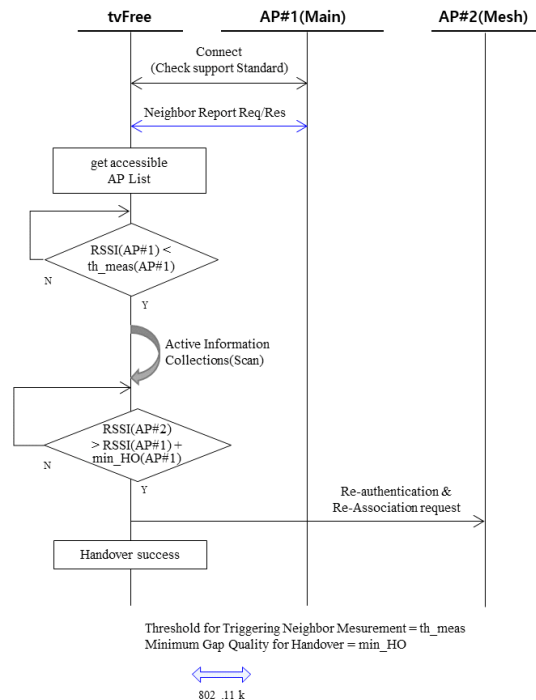 tvFree
AP#1(Main)
AP#2(Mesh)
Connect
(Check support Standard)
Neighbor Report Req/Res
get accessible
AP List
RSSI(AP#1) <
th_meas(AP#1)
N
Y
Active Information
Collections(Scan)
RSSI(AP#2)
> RSSI(AP#1) +
min_HO(AP#1)
N
Y
Re-authentication &
Re-Association request
Handover success
Threshold for Triggering Neighbor Mesurement = th_meas
Minimum Gap Quality for Handover = min_HO
802 .11 k